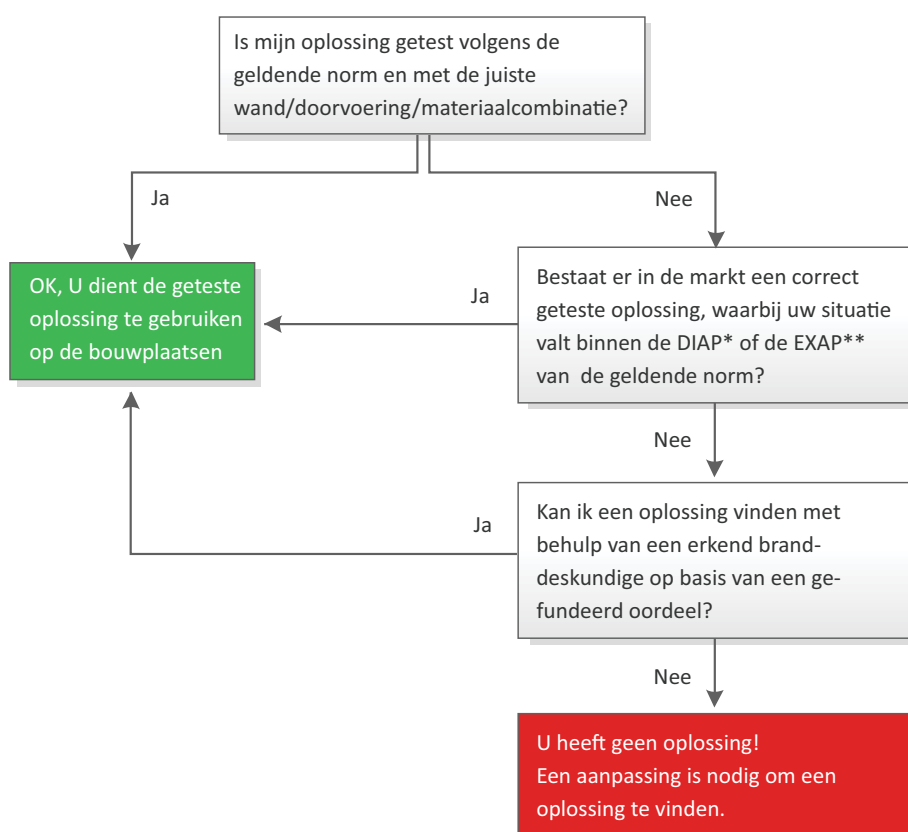 Is mijn oplossing getest volgens de
geldende norm en met de juiste
wand/doorvoering/materiaalcombinatie?
Ja
Nee
OK, U dient de geteste
oplossing te gebruiken
op de bouwplaatsen
Ja
Bestaat er in de markt een correct
geteste oplossing, waarbij uw situatie
valt binnen de DIAP* of de EXAP**
van de geldende norm?
Nee
Ja
Kan ik een oplossing vinden met
behulp van een erkend brand-
deskundige op basis van een ge-
fundeerd oordeel?
Nee
U heeft geen oplossing!
Een aanpassing is nodig om een
oplossing te vinden.